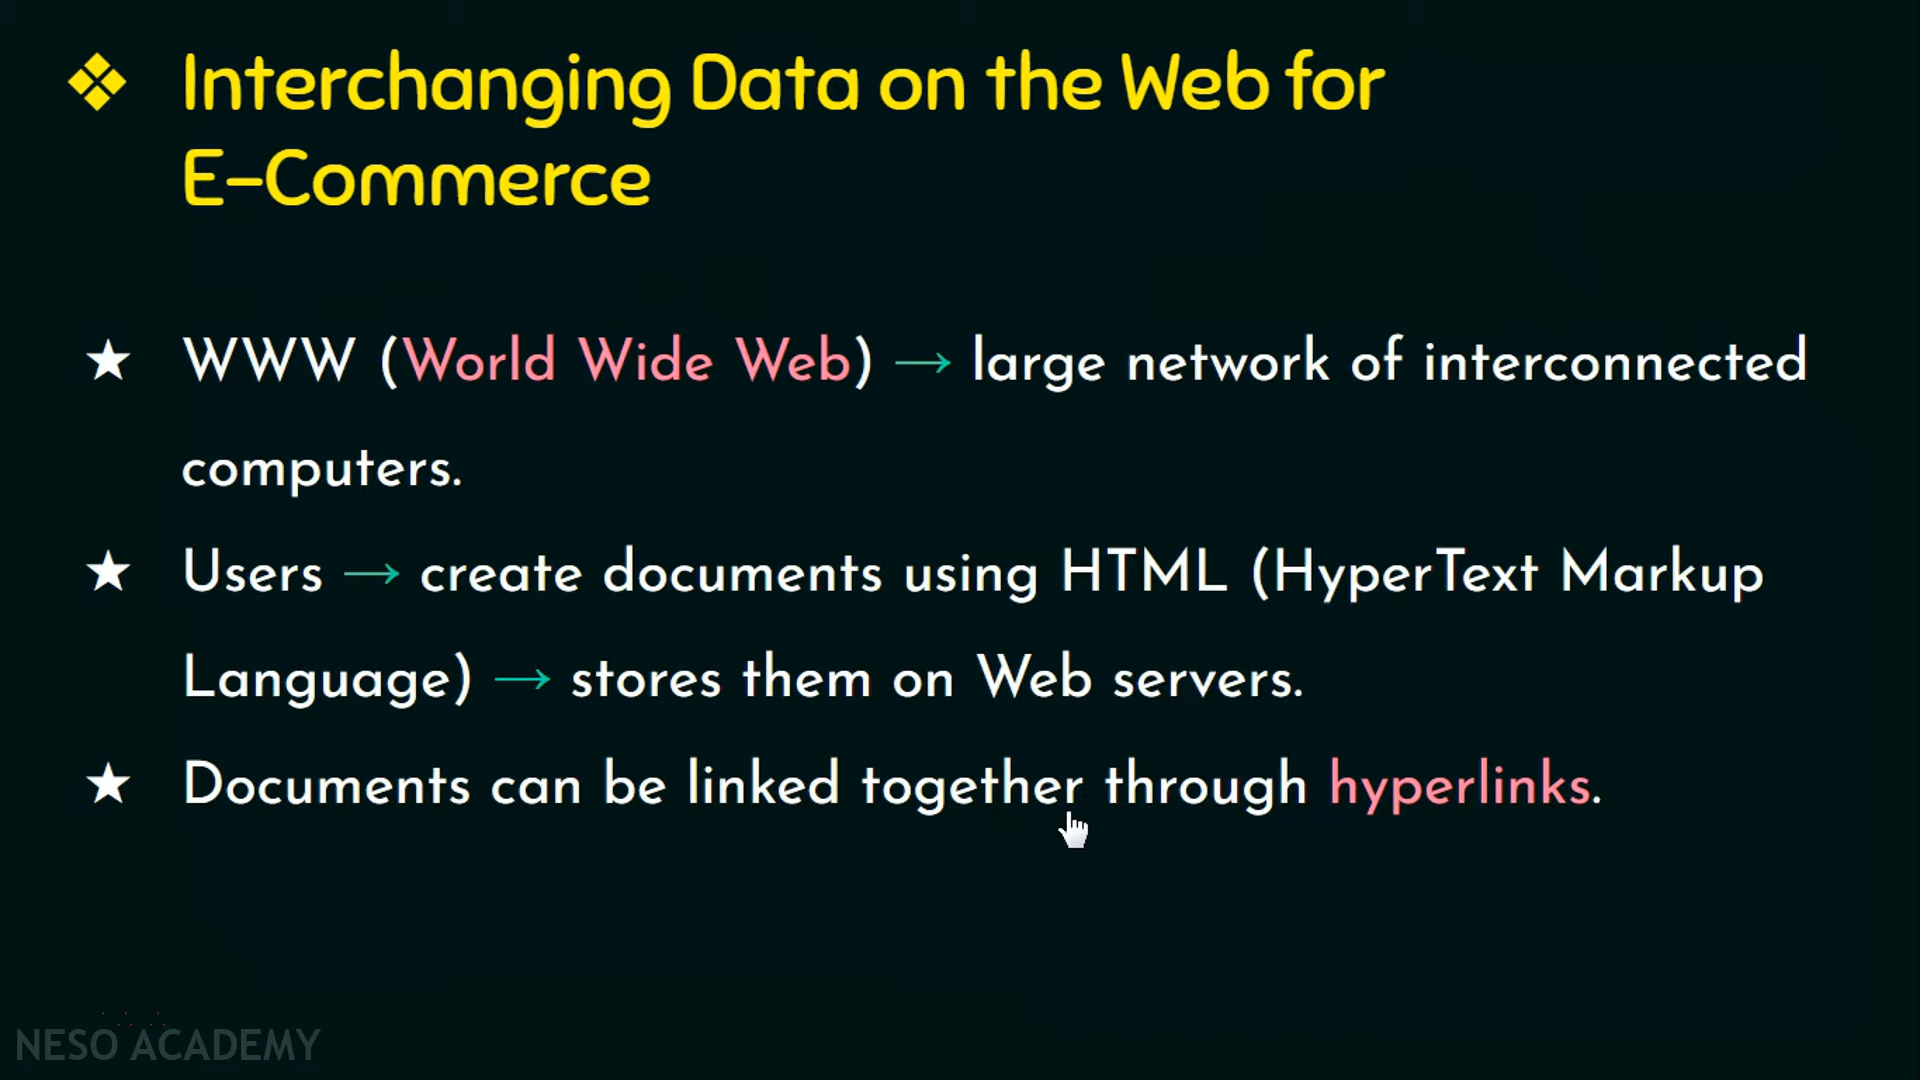 ❖ Interchanging Data on the Web for
E-Commerce
★ WWW (World Wide Web) → large network of interconnected
computers.
★ Users → create documents using HTML (HyperText Markup
Language) → stores them on Web servers.
★ Documents can be linked together through hyperlinks.
NESO ACADEMY